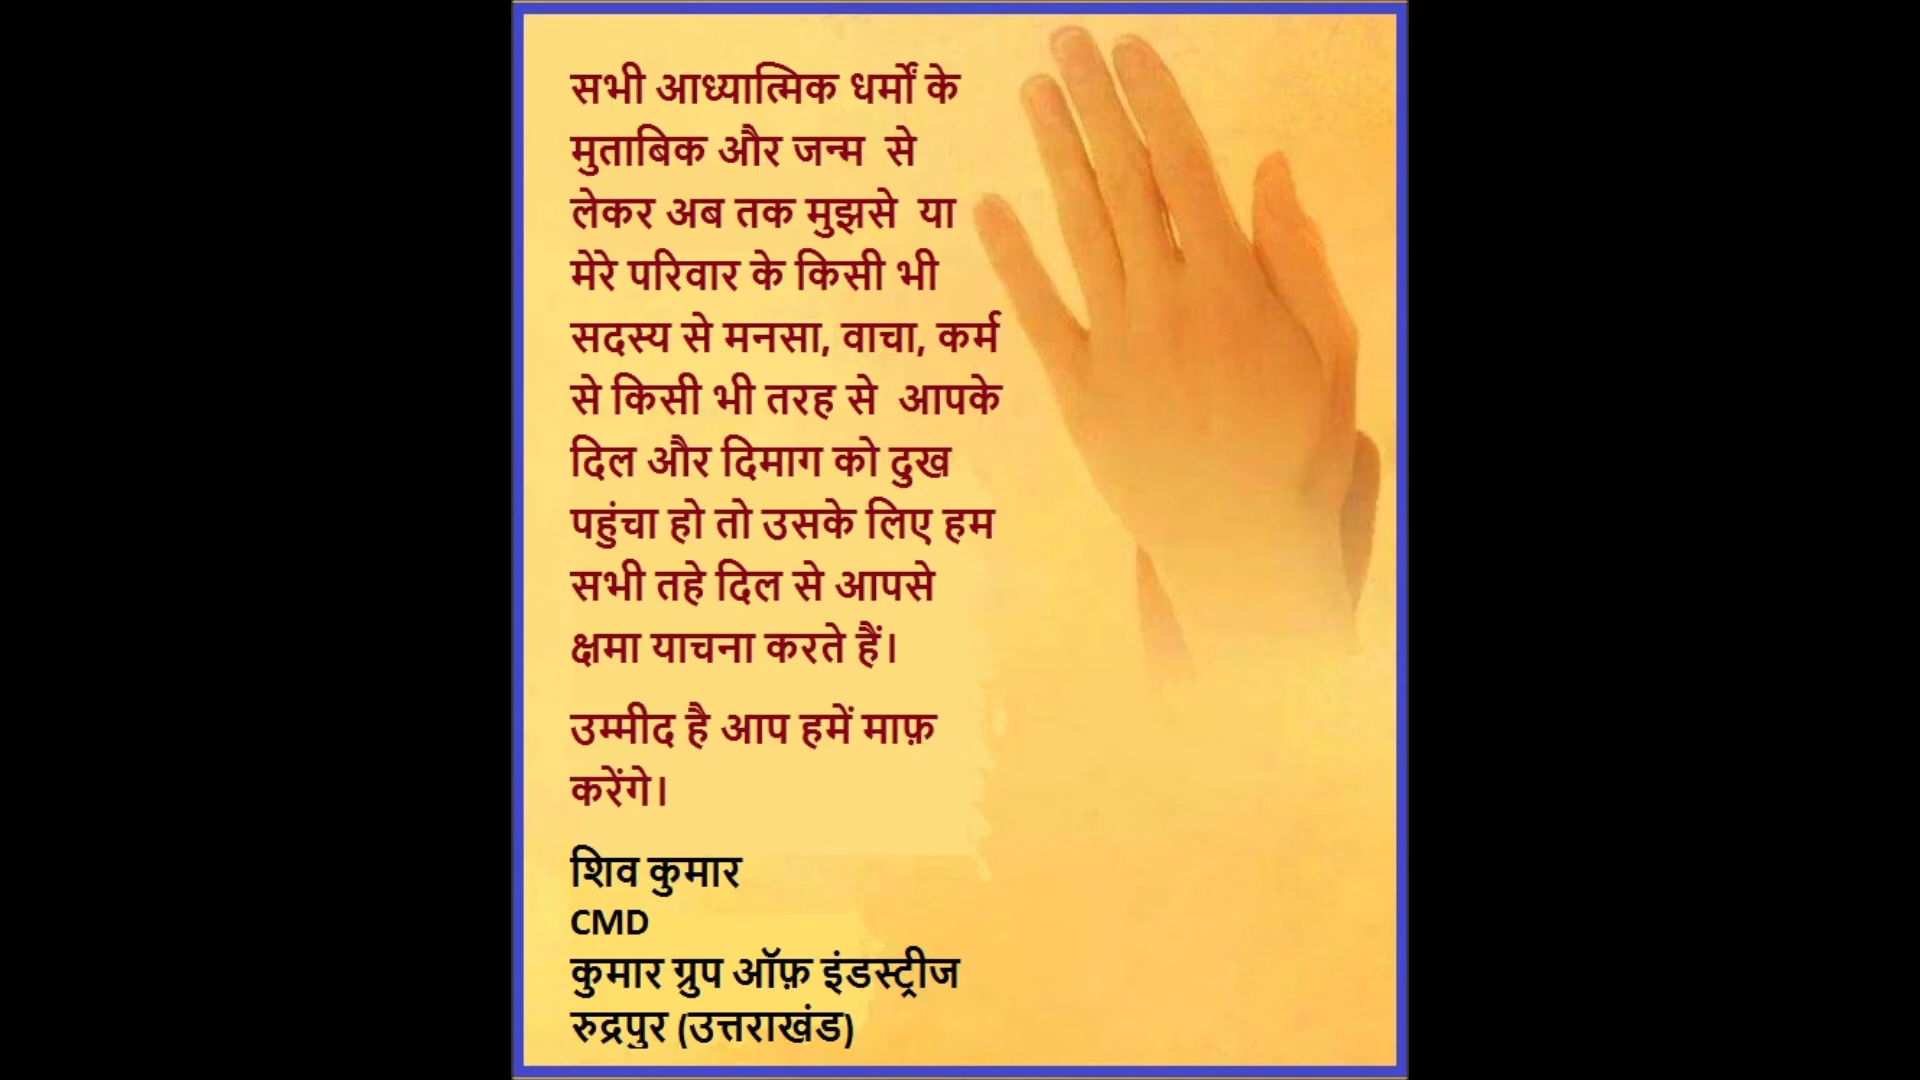 सभी आध्यात्मिक धर्मों के
मुताबिक और जन्म से
लेकर अब तक मुझसे या
मेरे परिवार के किसी भी
सदस्य से मनसा, वाचा, कर्म
से किसी भी तरह से आपके
दिल और दिमाग को दुख
पहुंचा हो तो उसके लिए हम
सभी तहे दिल से आपसे
क्षमा याचना करते हैं।
उम्मीद है आप हमें माफ़
करेंगे।
शिव कुमार
CMD
कुमार ग्रुप ऑफ़ इंडस्ट्रीज
रुद्रपुर (उत्तराखंड)